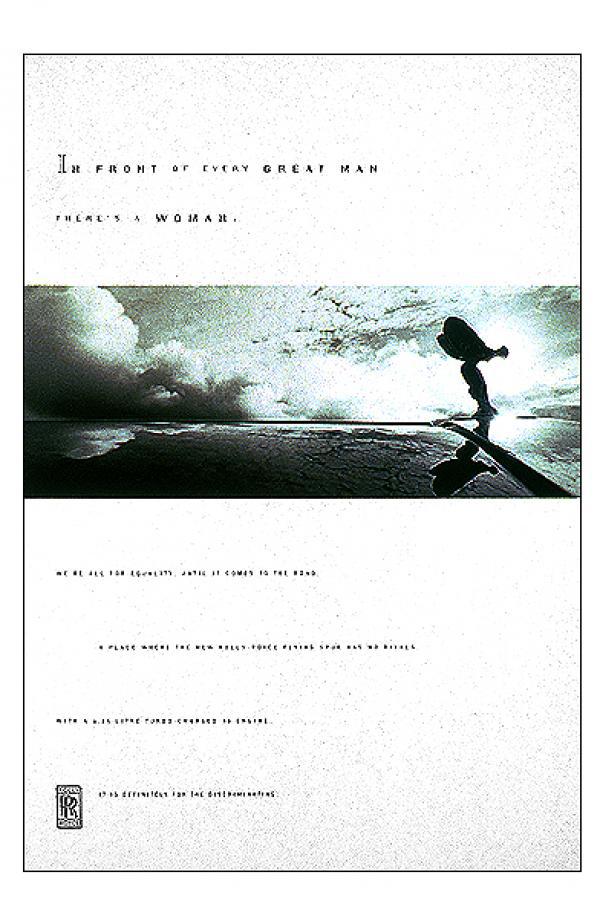 IN FRONT OF EVERY GREAT MAN
THERE'S A WOMAN.
WE'RE ALL FOR EQUALITY, UNTIL IT COMES TO THE ROAD.
A PLACE WHERE THE NEW ROLLS-ROYCE FLYING SPUR HAS NO RIVALS.
WITH A 6.75 LITRE TURBO-CHARGED V8 ENGINE,
IT IS DEFINITELY FOR THE DISCRIMINATING.
ROLLS
RR
ROYCE